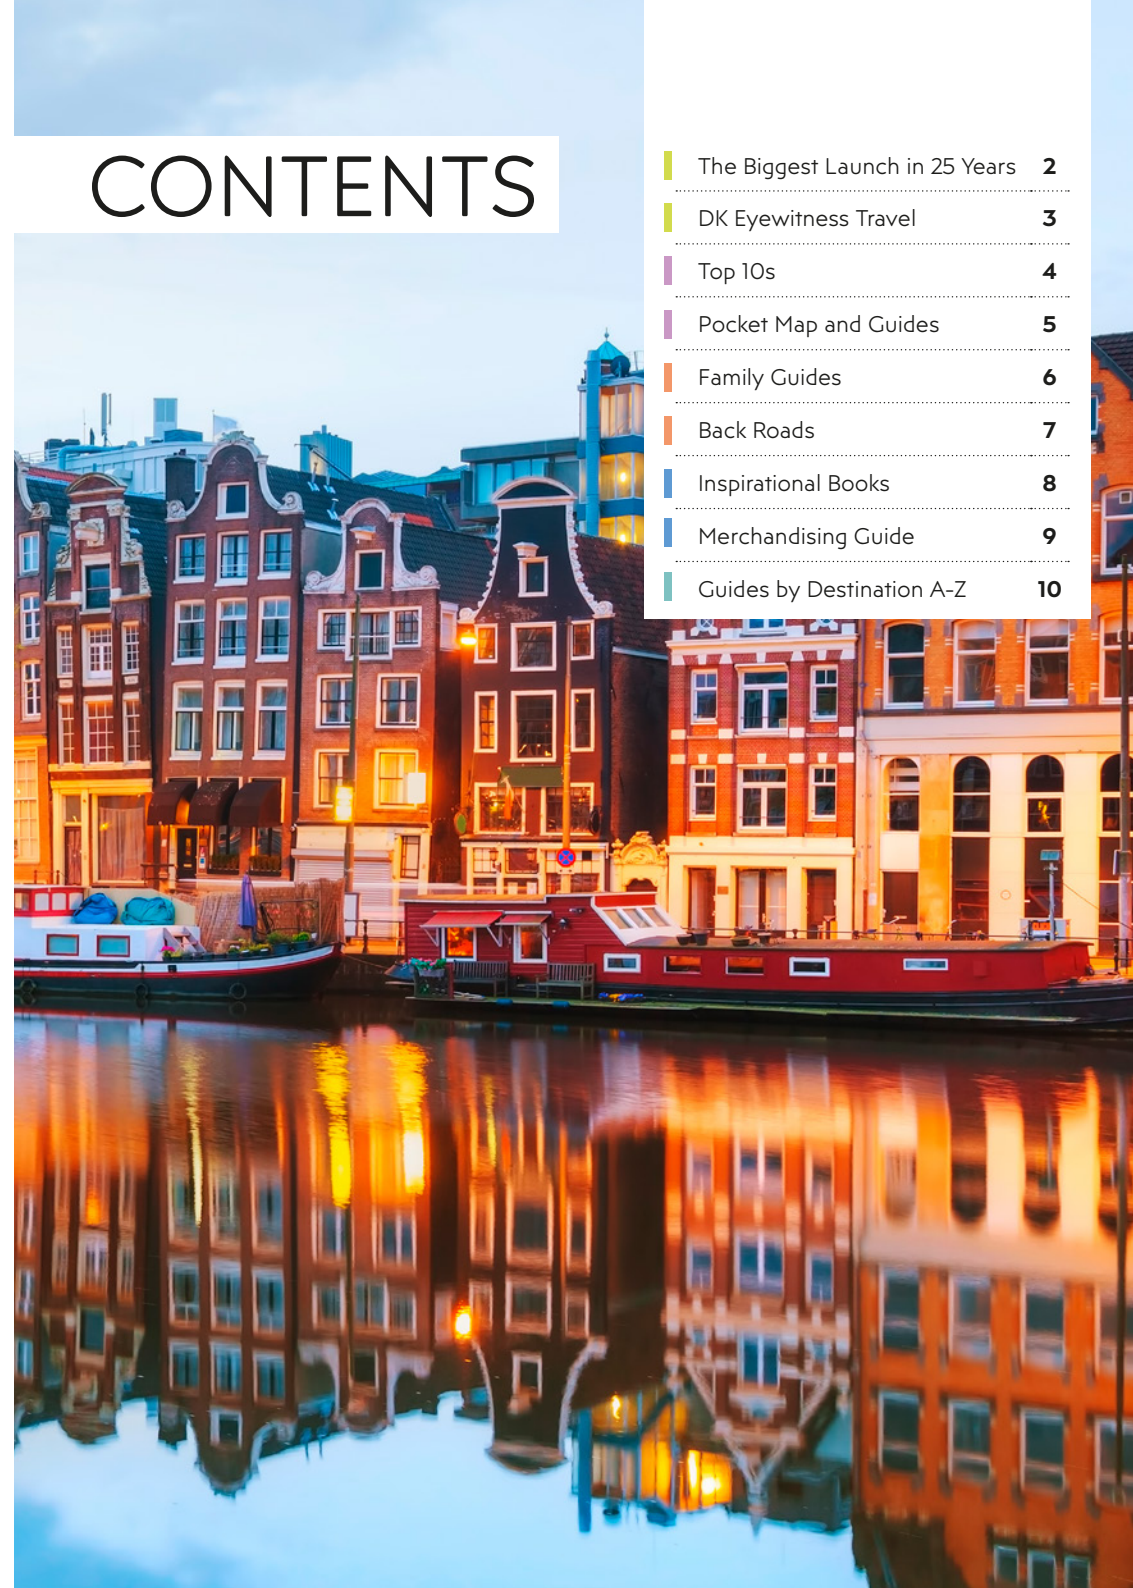 CONTENTS
The Biggest Launch in 25 Years 2
DK Eyewitness Travel 3
Top 10s 4
Pocket Map and Guides 5
Family Guides 6
Back Roads 7
Inspirational Books 8
Merchandising Guide 9
Guides by Destination A-Z 10